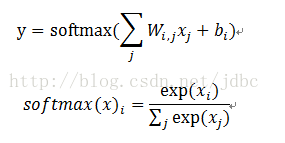 y = softmax(∑_j W_{i,j}x_j + b_i)
http://blog.csdn.net/jdbc
softmax(x)_i = exp(x_i) / ∑_j exp(x_j)